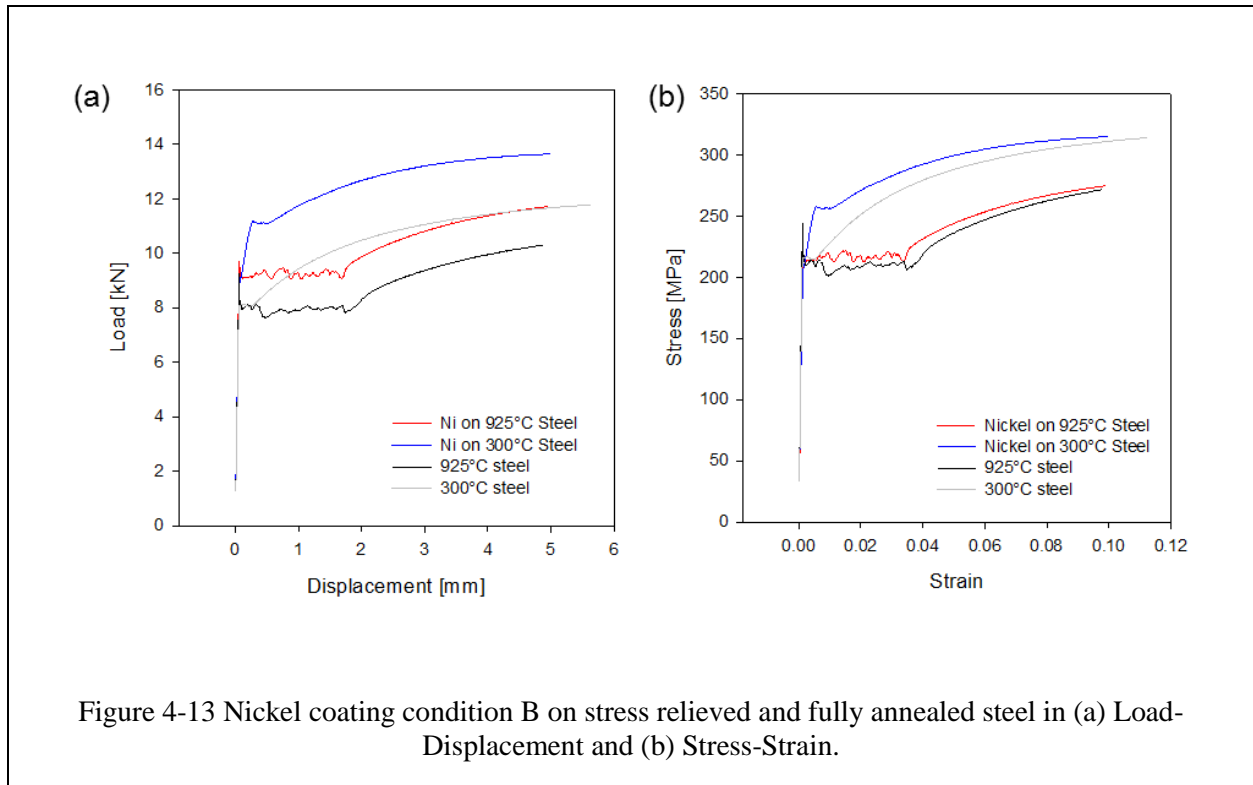 (a)
16
14
12
10
8
6
4
2
0
Load [kN]
0 1 2 3 4 5 6
Displacement [mm]
Ni on 925°C Steel
Ni on 300°C Steel
925°C steel
300°C steel
(b)
350
300
250
200
150
100
50
0
Stress [MPa]
0.00 0.02 0.04 0.06 0.08 0.10 0.12
Strain
Nickel on 925°C Steel
Nickel on 300°C Steel
925°C steel
300°C steel
Figure 4-13 Nickel coating condition B on stress relieved and fully annealed steel in (a) Load-
Displacement and (b) Stress-Strain.